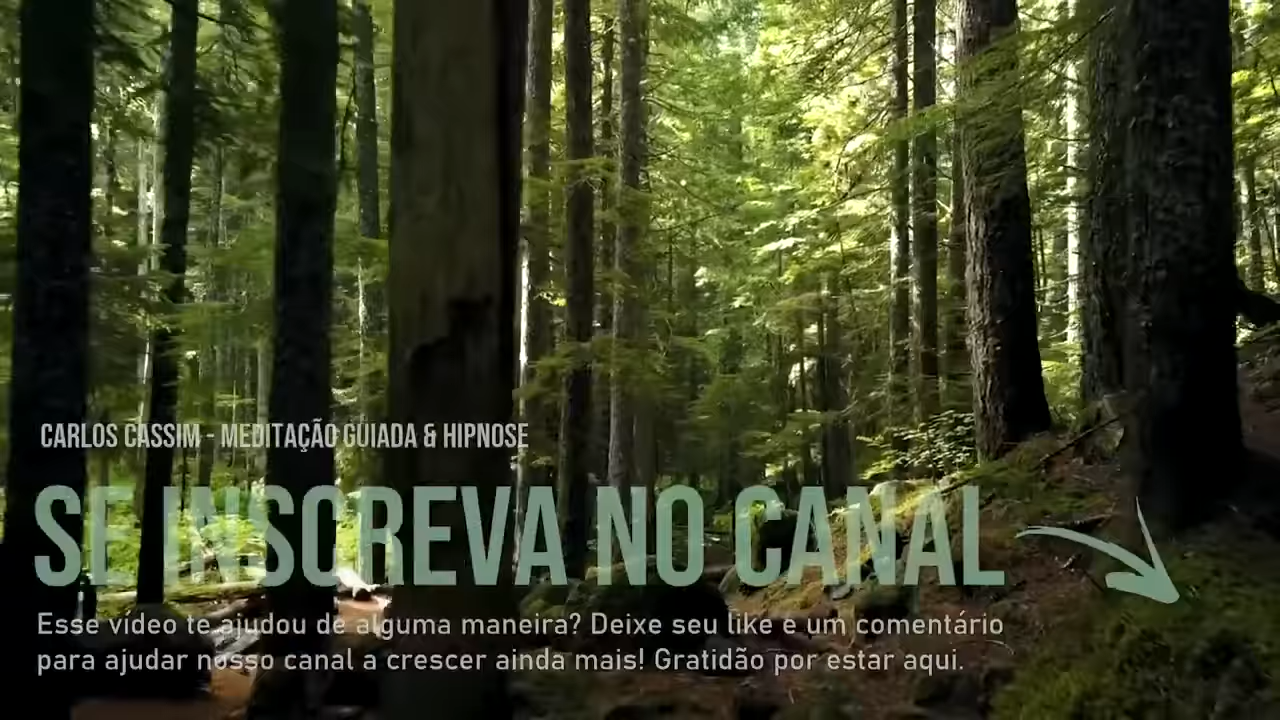 CARLOS CASSIM - MEDITAÇÃO GUIADA & HIPNOSE
SE INSCREVA NO CANAL
Esse vídeo te ajudou de alguma maneira? Deixe seu like e um comentário
para ajudar nosso canal a crescer ainda mais! Gratidão por estar aqui.